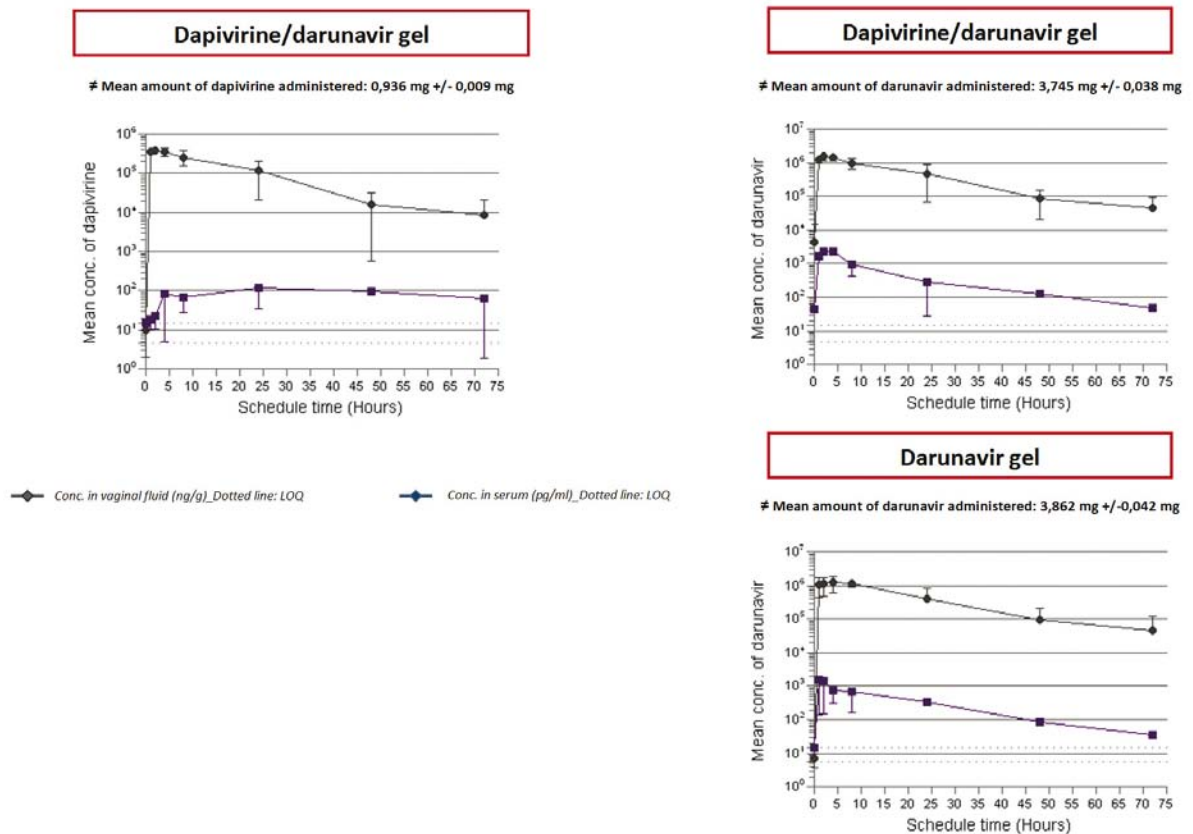 Dapivirine/darunavir gel
≠ Mean amount of dapivirine administered: 0,936 mg +/- 0,009 mg
Mean conc. of dapivirine
10⁶
10⁵
10⁴
10³
10²
10¹
10⁰
0 5 10 15 20 25 30 35 40 45 50 55 60 65 70 75
Schedule time (Hours)
Conc. in vaginal fluid (ng/g)_Dotted line: LOQ
Conc. in serum (pg/ml)_Dotted line: LOQ
Dapivirine/darunavir gel
≠ Mean amount of darunavir administered: 3,745 mg +/- 0,038 mg
Mean conc. of darunavir
10⁷
10⁶
10⁵
10⁴
10³
10²
10¹
10⁰
0 5 10 15 20 25 30 35 40 45 50 55 60 65 70 75
Schedule time (Hours)
Darunavir gel
≠ Mean amount of darunavir administered: 3,862 mg +/-0,042 mg
Mean conc. of darunavir
10⁷
10⁶
10⁵
10⁴
10³
10²
10¹
10⁰
0 5 10 15 20 25 30 35 40 45 50 55 60 65 70 75
Schedule time (Hours)